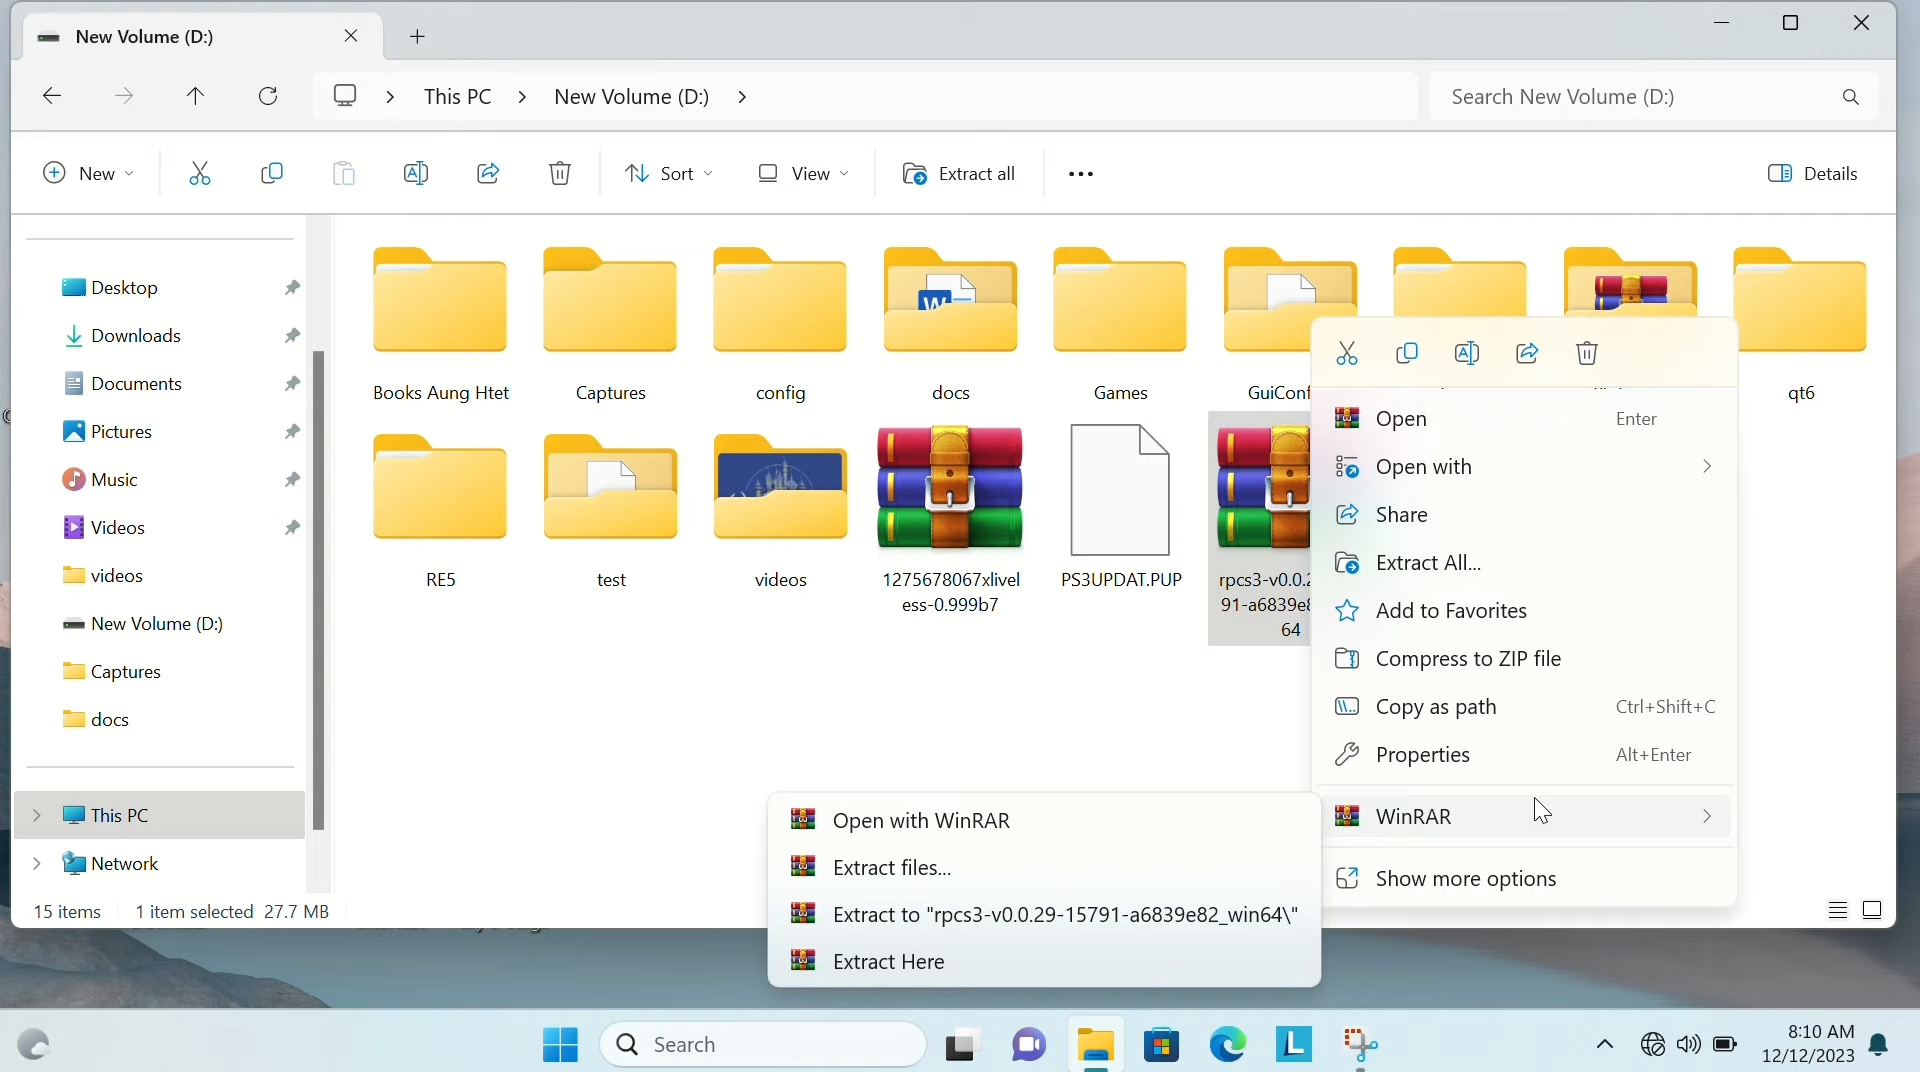 New Volume (D:)
This PC > New Volume (D:) >
Search New Volume (D:)
New
Sort
View
Extract all
Details
Desktop
Downloads
Documents
Pictures
Music
Videos
videos
New Volume (D:)
Captures
docs
This PC
Network
Books Aung Htet
Captures
config
docs
Games
GuiConf
qt6
RE5
test
videos
1275678067xlivel
ess-0.999b7
PS3UPDAT.PUP
rpcs3-v0.0.2
91-a6839e8
64
Open Enter
Open with
Share
Extract All...
Add to Favorites
Compress to ZIP file
Copy as path Ctrl+Shift+C
Properties Alt+Enter
WinRAR
Show more options
Open with WinRAR
Extract files...
Extract to "rpcs3-v0.0.29-15791-a6839e82_win64\"
Extract Here
15 items 1 item selected 27.7 MB
Search
8:10 AM
12/12/2023